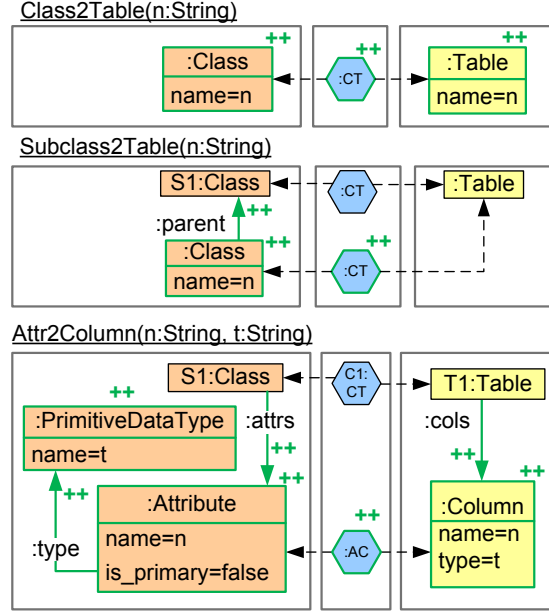 Class2Table(n:String)
++ ++ ++
:Class :CT :Table
name=n name=n
Subclass2Table(n:String)
S1:Class :CT :Table
++
:parent
++ ++
:Class :CT
name=n
Attr2Column(n:String, t:String)
S1:Class C1: T1:Table
CT
++
:PrimitiveDataType :attrs :cols
name=t
++ ++
++ ++ ++
:Attribute ++ :Column
name=n :AC name=n
:type type=t
is_primary=false